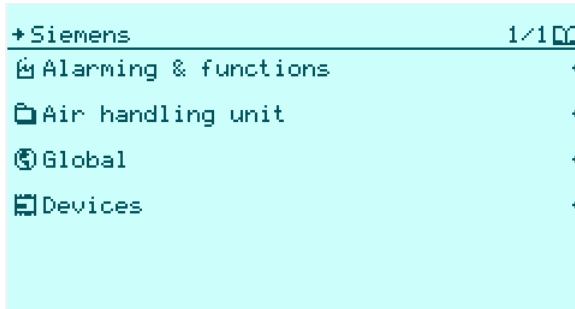 Siemens 1/1
Alarming & functions
Air handling unit
Global
Devices